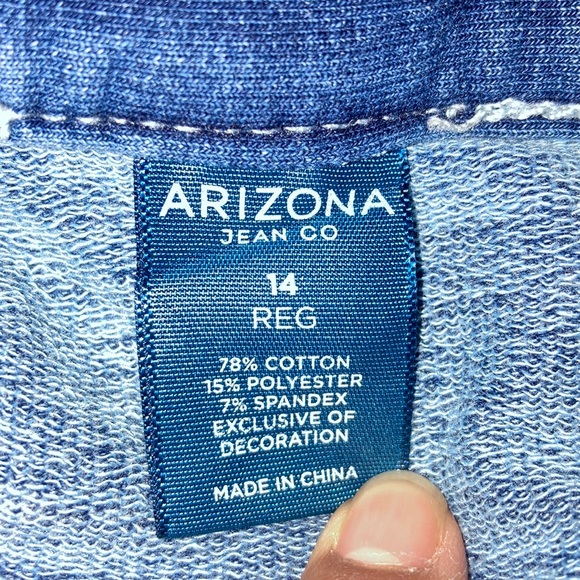 ARIZONA
JEAN CO
14
REG
78% COTTON
15% POLYESTER
7% SPANDEX
EXCLUSIVE OF
DECORATION
MADE IN CHINA